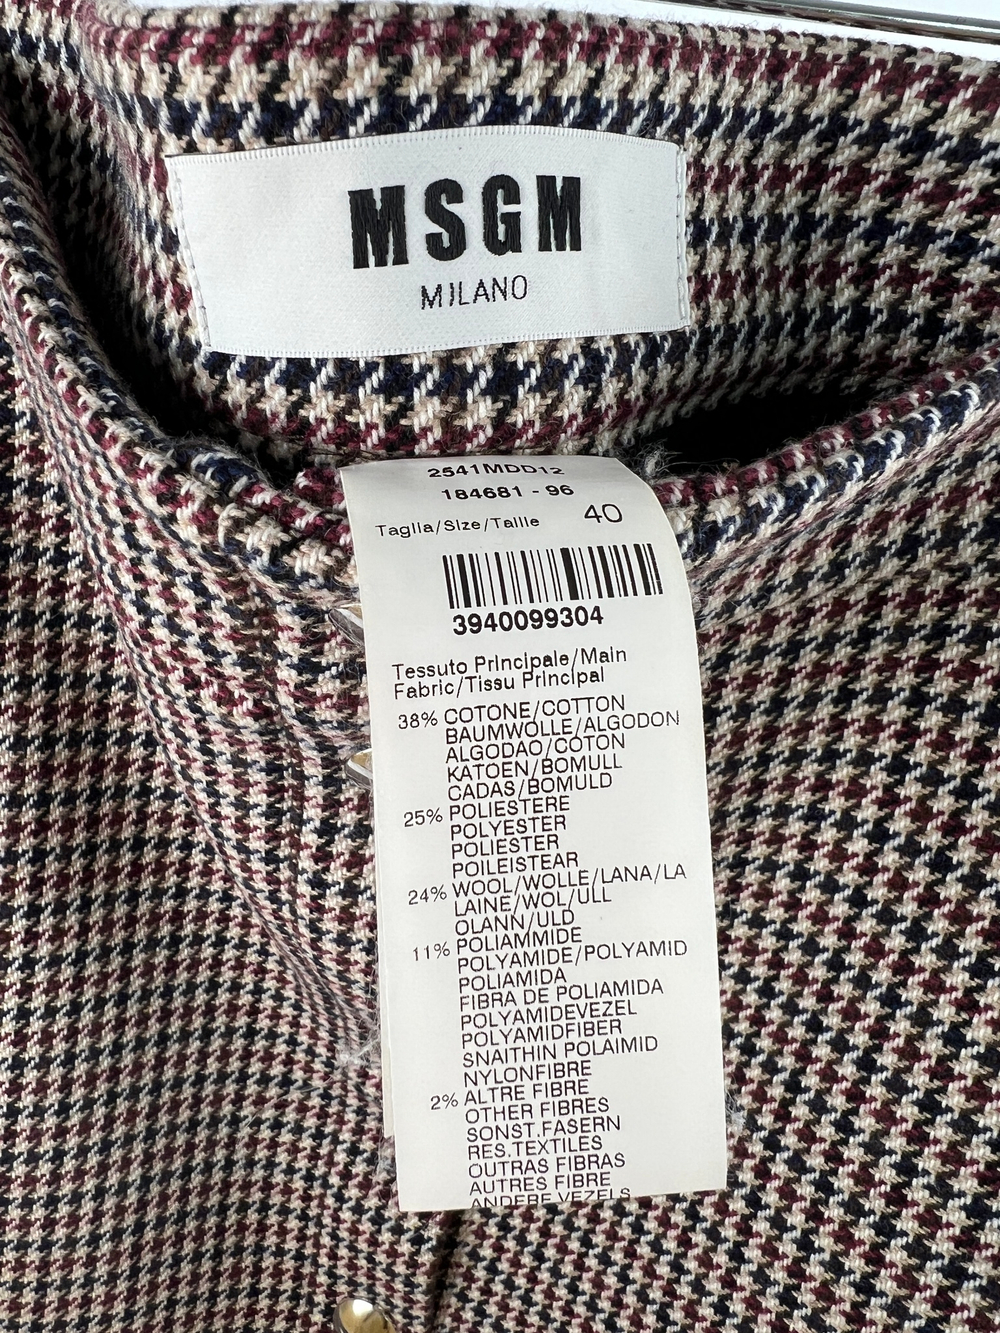 MSGM
MILANO
2541MDD12
184681 - 96
Taglia/Size/Taille 40
3940099304
Tessuto Principale/Main
Fabric/Tissu Principal
38% COTONE/COTTON
BAUMWOLLE/ALGODON
ALGODAO/COTON
KATOEN/BOMULL
CADAS/BOMULD
25% POLIESTERE
POLYESTER
POLIESTER
POILEISTEAR
24% WOOL/WOLLE/LANA/LA
LAINE/WOL/ULL
OLANN/ULD
11% POLIAMMIDE
POLYAMIDE/POLYAMID
POLIAMIDA
FIBRA DE POLIAMIDA
POLYAMIDEVEZEL
POLYAMIDFIBER
SNAITHIN POLAIMID
NYLONFIBRE
2% ALTRE FIBRE
OTHER FIBRES
SONST.FASERN
RES.TEXTILES
OUTRAS FIBRAS
AUTRES FIBRE
ANDERE VEZELS